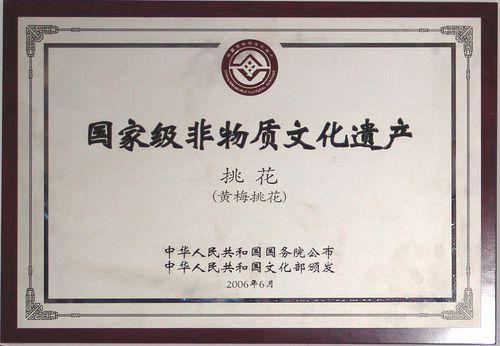 国家级非物质文化遗产
挑花
(黄梅挑花)
中华人民共和国国务院公布
中华人民共和国文化部颁发
2006年6月